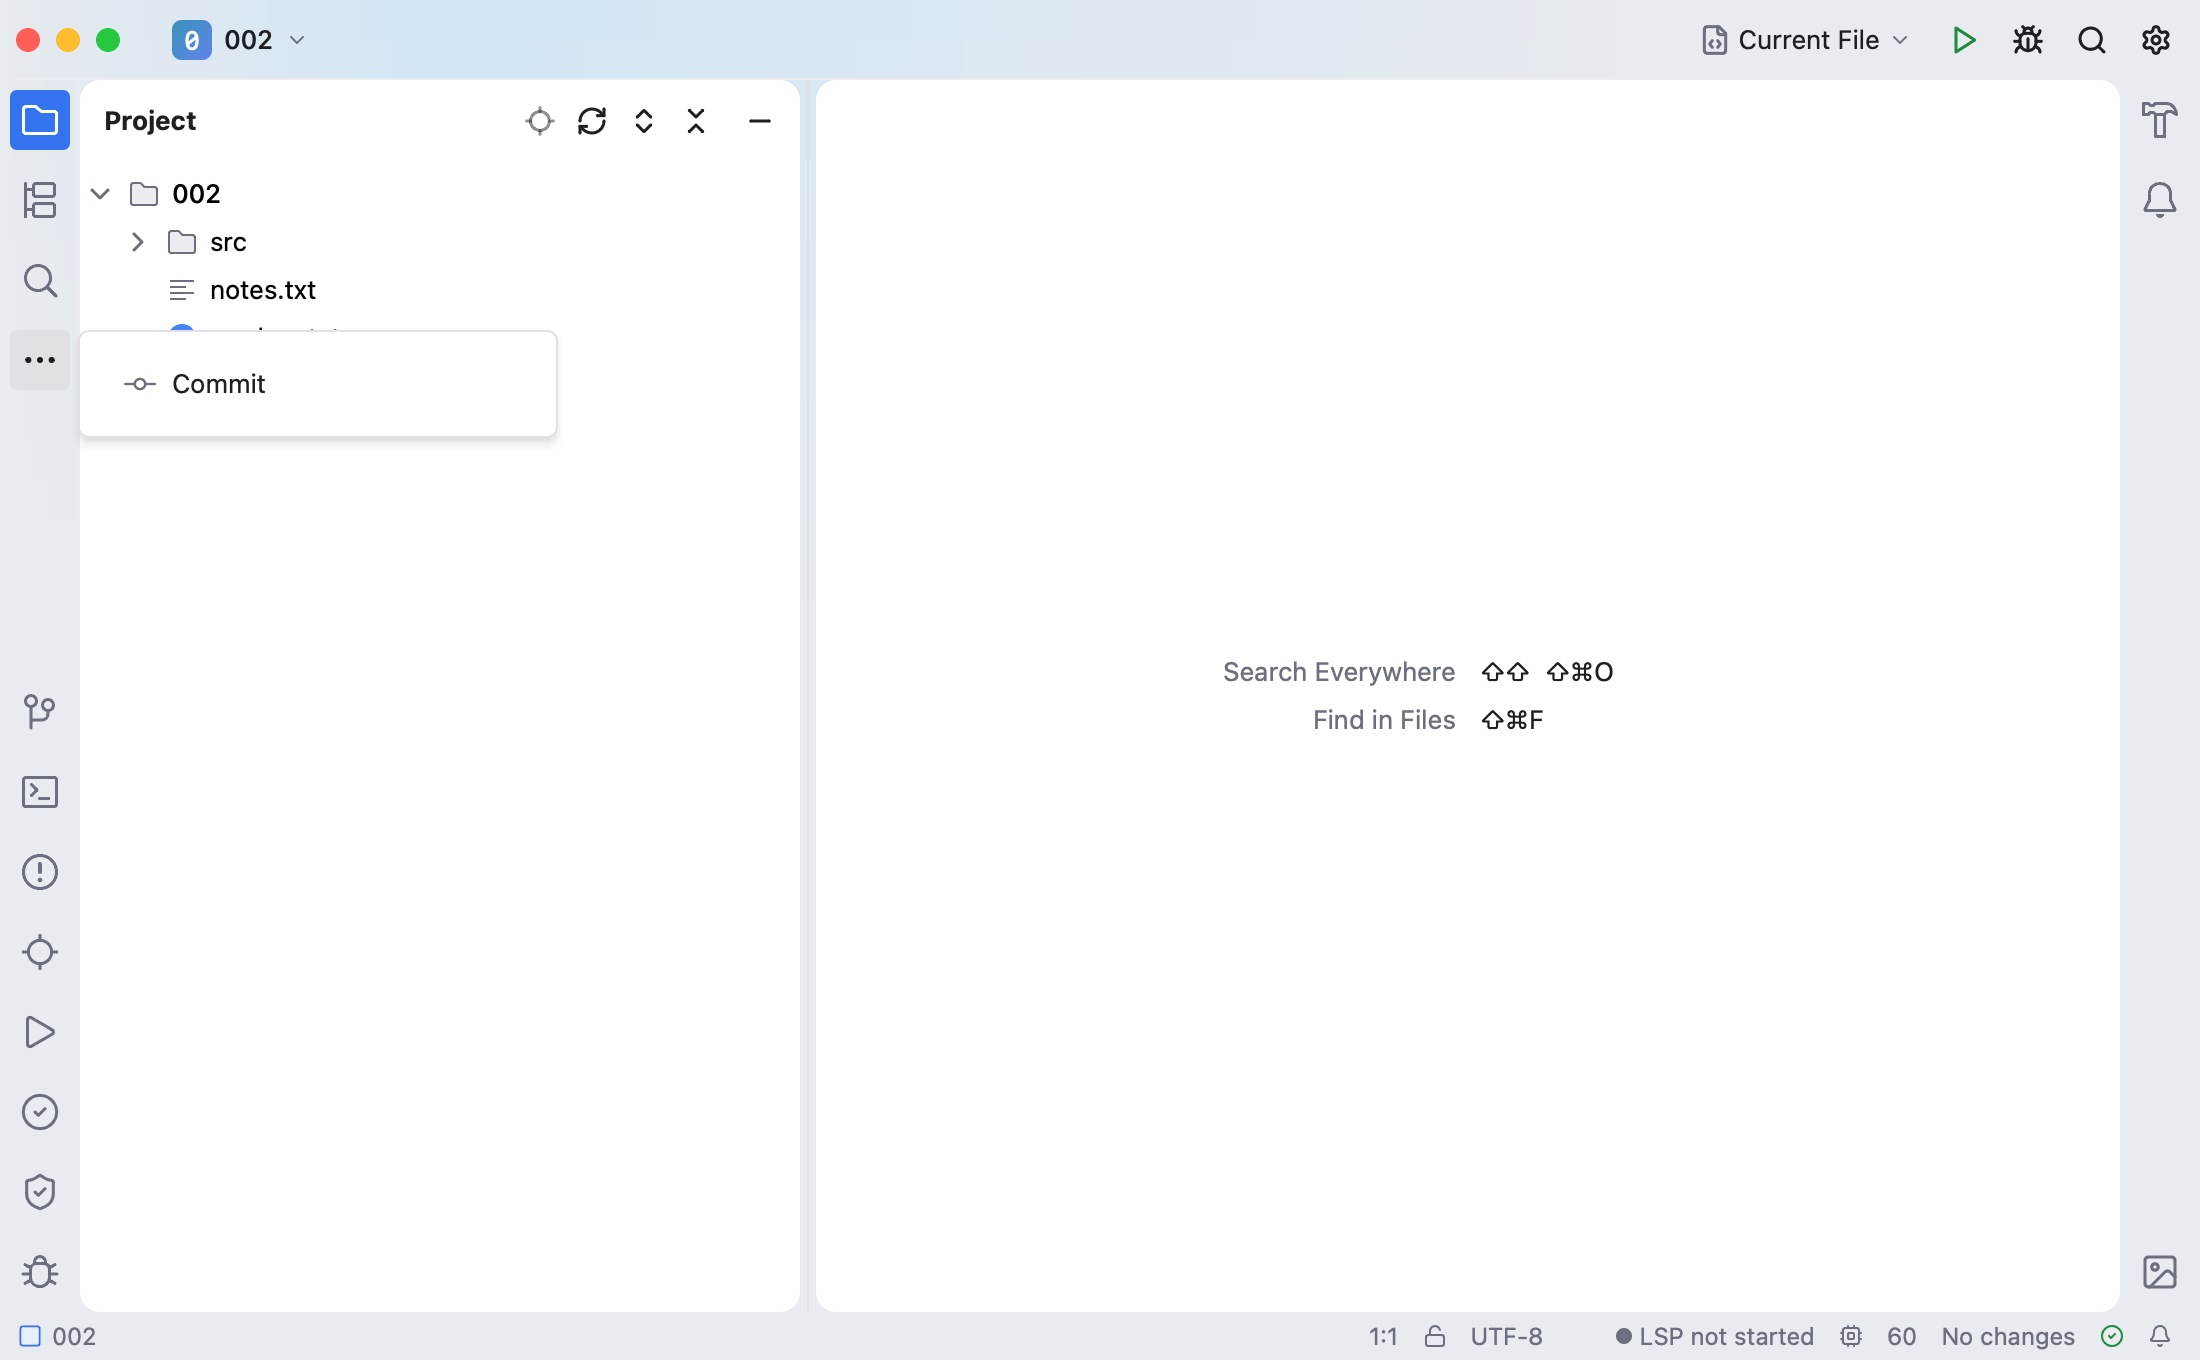 0 002
Current File
Project
002
src
notes.txt
Commit
Search Everywhere ⇧⇧ ⇧⌘O
Find in Files ⇧⌘F
002
1:1
UTF-8
LSP not started
60
No changes